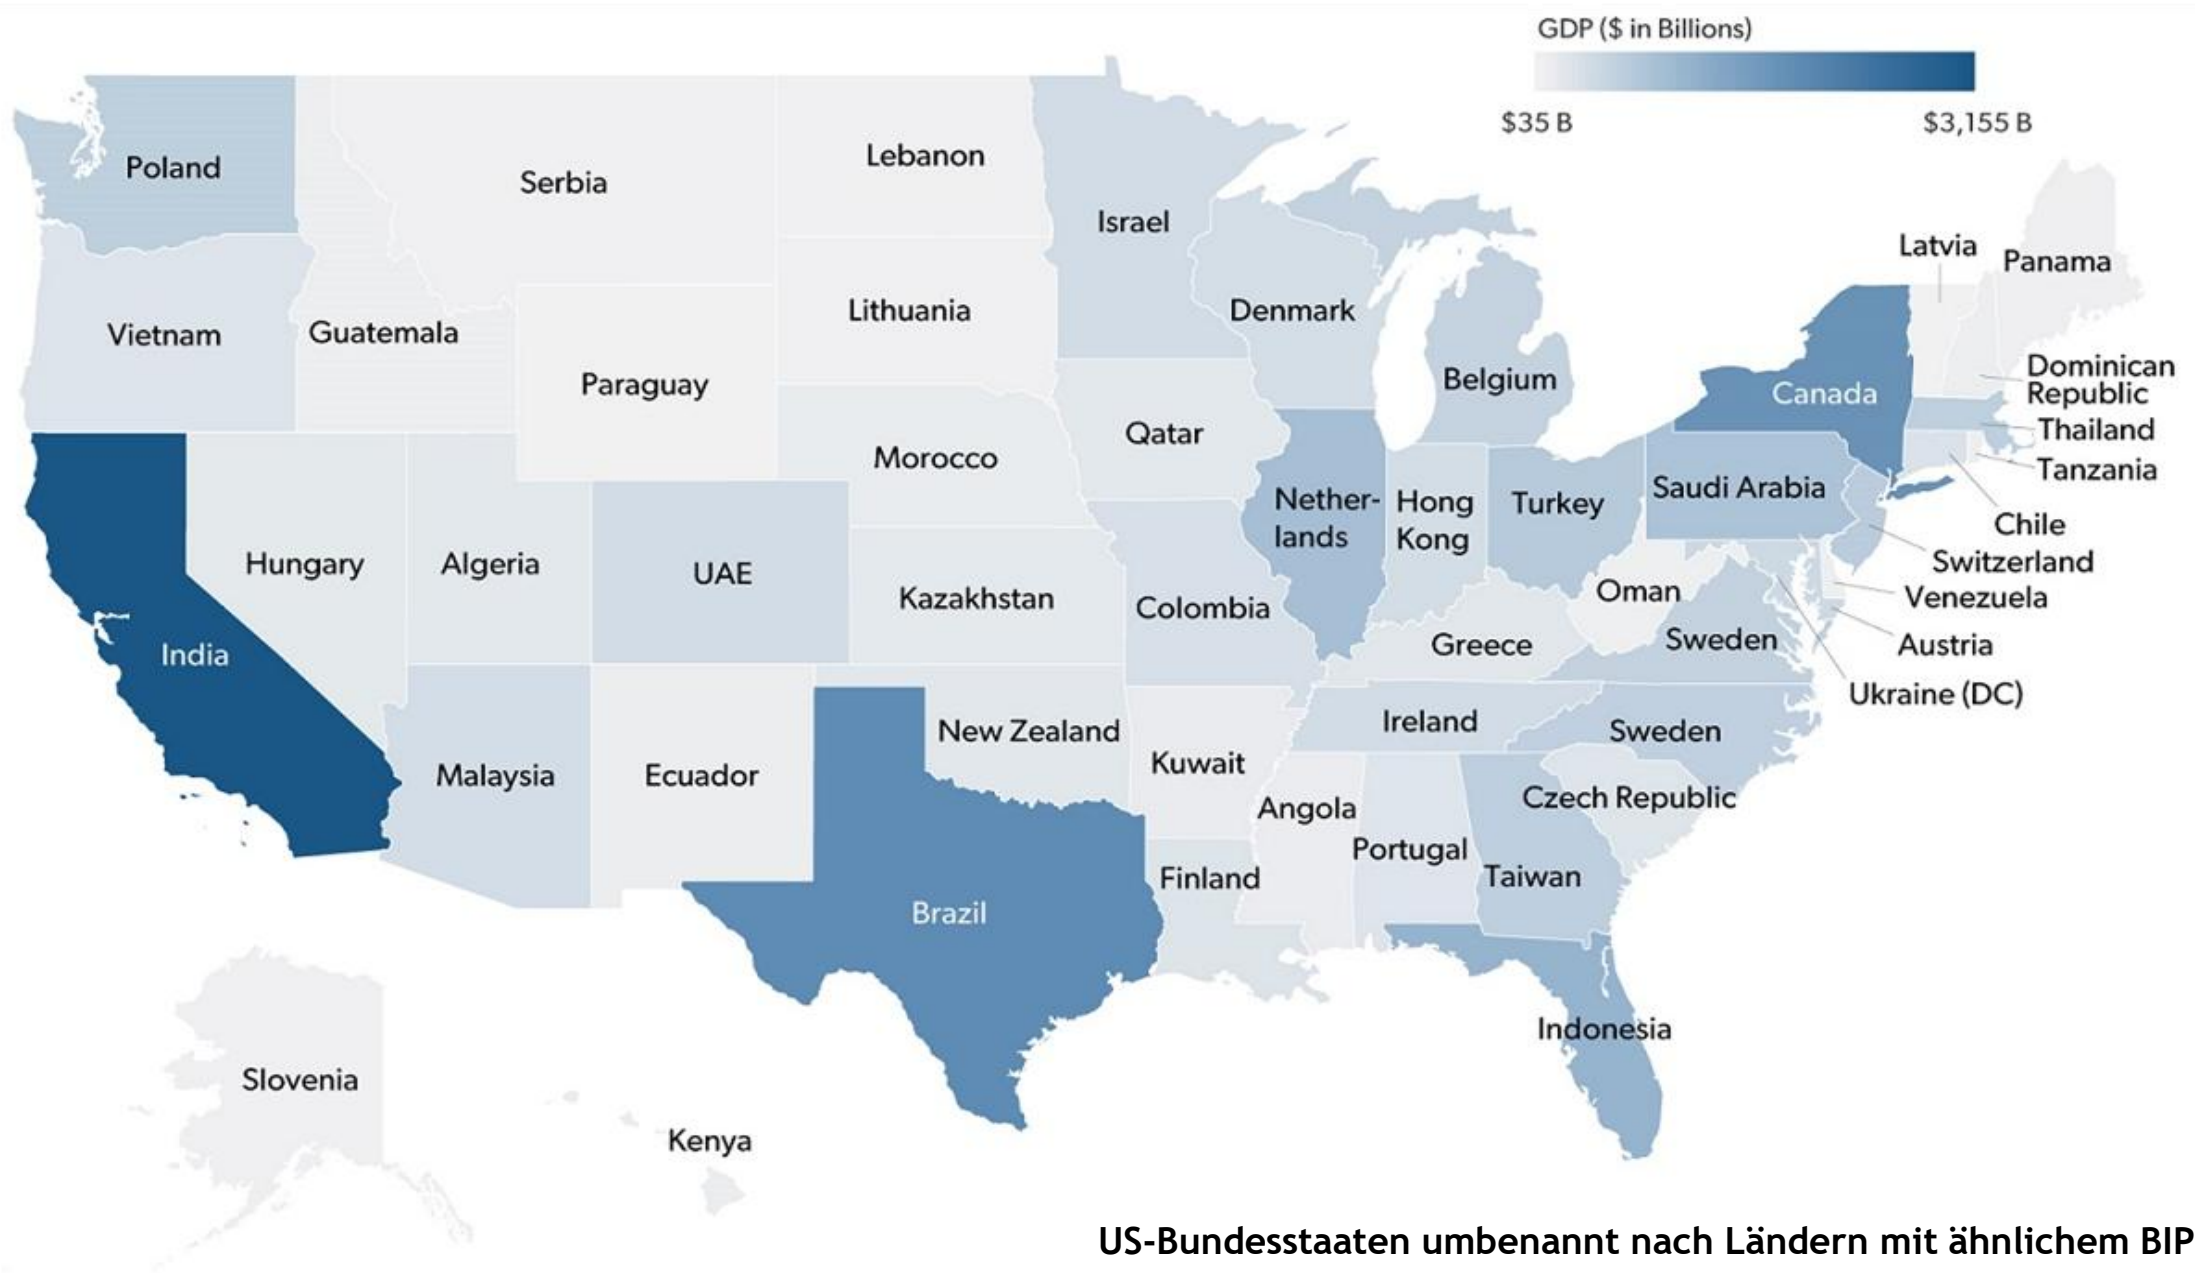 GDP ($ in Billions)
$35 B
$3,155 B
Poland
Serbia
Lebanon
Israel
Latvia
Panama
Vietnam
Guatemala
Paraguay
Lithuania
Denmark
Belgium
Canada
Dominican
Republic
Thailand
Tanzania
Morocco
Qatar
Nether-
lands
Hong
Kong
Turkey
Saudi Arabia
Chile
Switzerland
Venezuela
Austria
Ukraine (DC)
Hungary
Algeria
UAE
Kazakhstan
Colombia
Oman
Greece
Sweden
India
Malaysia
Ecuador
New Zealand
Kuwait
Ireland
Sweden
Angola
Portugal
Czech Republic
Taiwan
Finland
Brazil
Indonesia
Slovenia
Kenya
US-Bundesstaaten umbenannt nach Ländern mit ähnlichem BIP